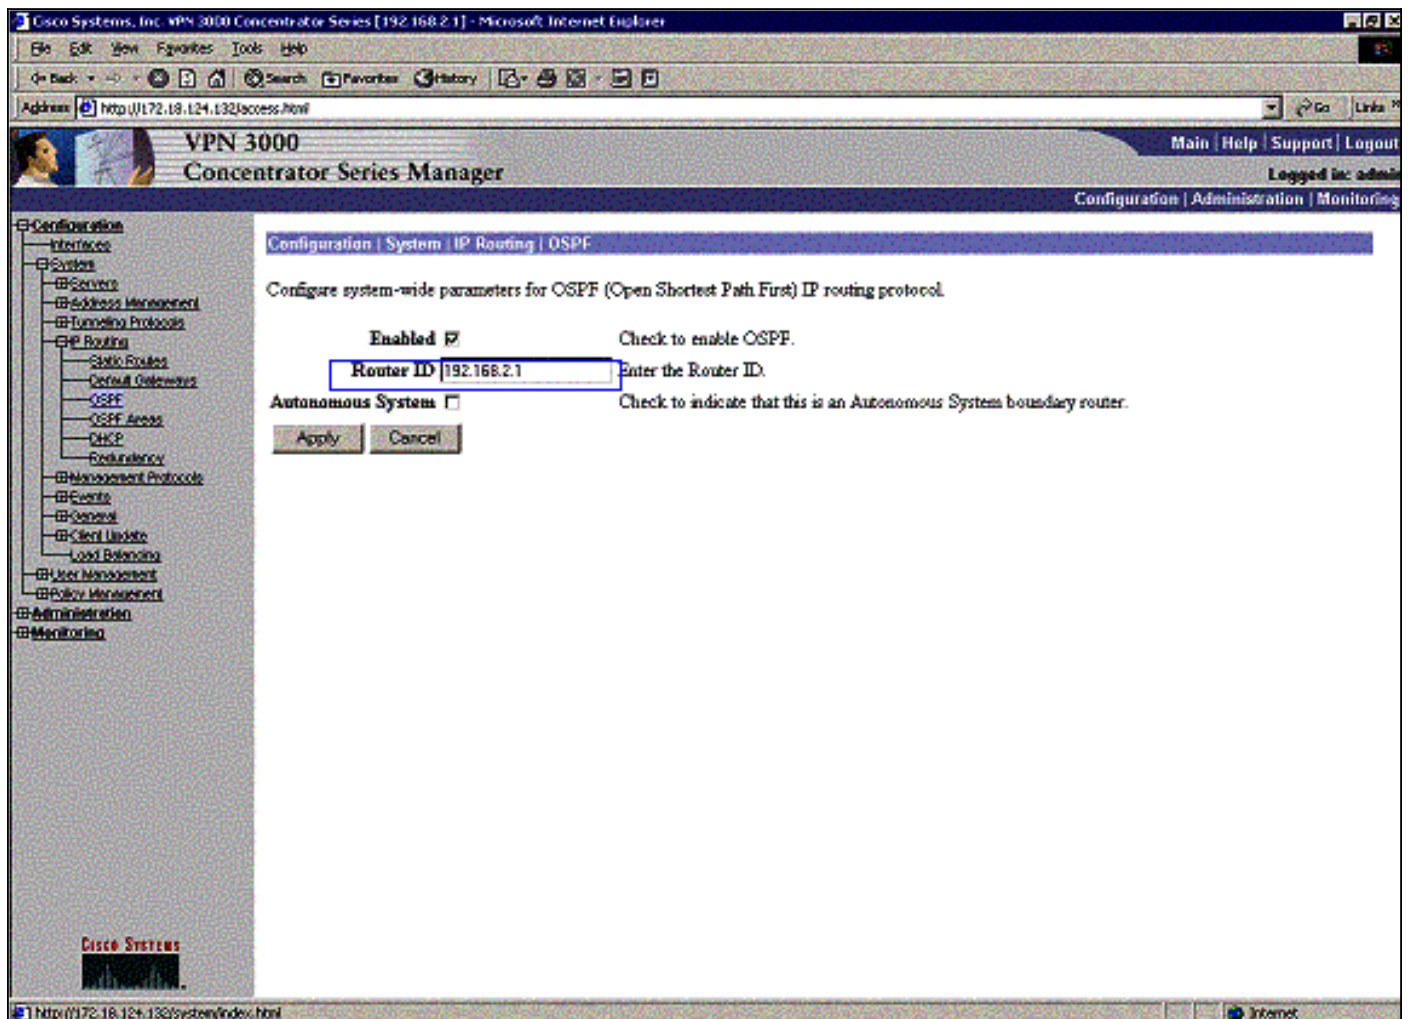 Cisco Systems, Inc. VPN 3000 Concentrator Series [192.168.2.1] - Microsoft Internet Explorer
File Edit View Favorites Tools Help
Back Search Favorites History
Address http://172.18.124.132/access.html Go Links
VPN 3000
Concentrator Series Manager
Main | Help | Support | Logout
Logged in: admin
Configuration | Administration | Monitoring
Configuration
Interfaces
System
Servers
Address Management
Tunneling Protocols
IP Routing
Static Routes
Default Gateways
OSPF
OSPF Areas
DHCP
Redundancy
Management Protocols
Events
General
Client Update
Load Balancing
User Management
Policy Management
Administration
Monitoring
Configuration | System | IP Routing | OSPF
Configure system-wide parameters for OSPF (Open Shortest Path First) IP routing protocol.
Enabled Check to enable OSPF.
Router ID 192.168.2.1 Enter the Router ID.
Autonomous System Check to indicate that this is an Autonomous System boundary router.
Apply Cancel
CISCO SYSTEMS
http://172.18.124.132/system/index.html Internet